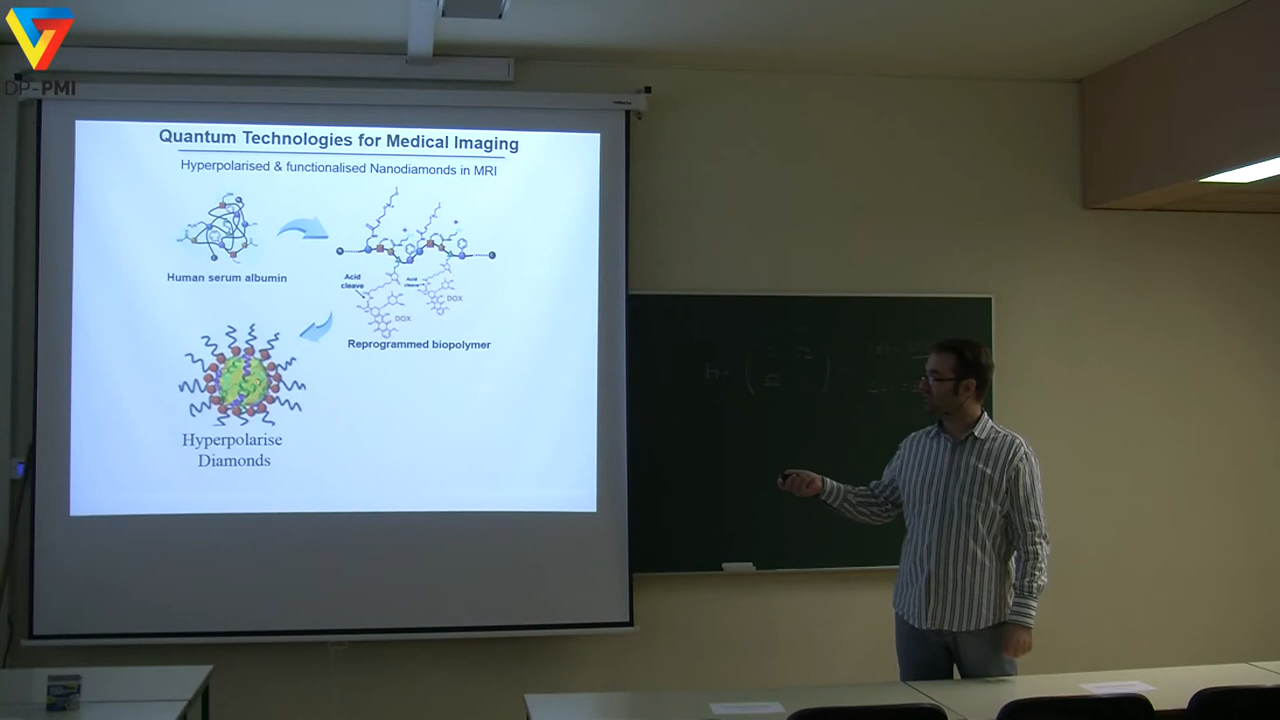 DP-PMI
reflecta
Quantum Technologies for Medical Imaging
Hyperpolarised & functionalised Nanodiamonds in MRI
Human serum albumin
Acid
cleave
Acid
cleave
DOX
DOX
Reprogrammed biopolymer
Hyperpolarise
Diamonds